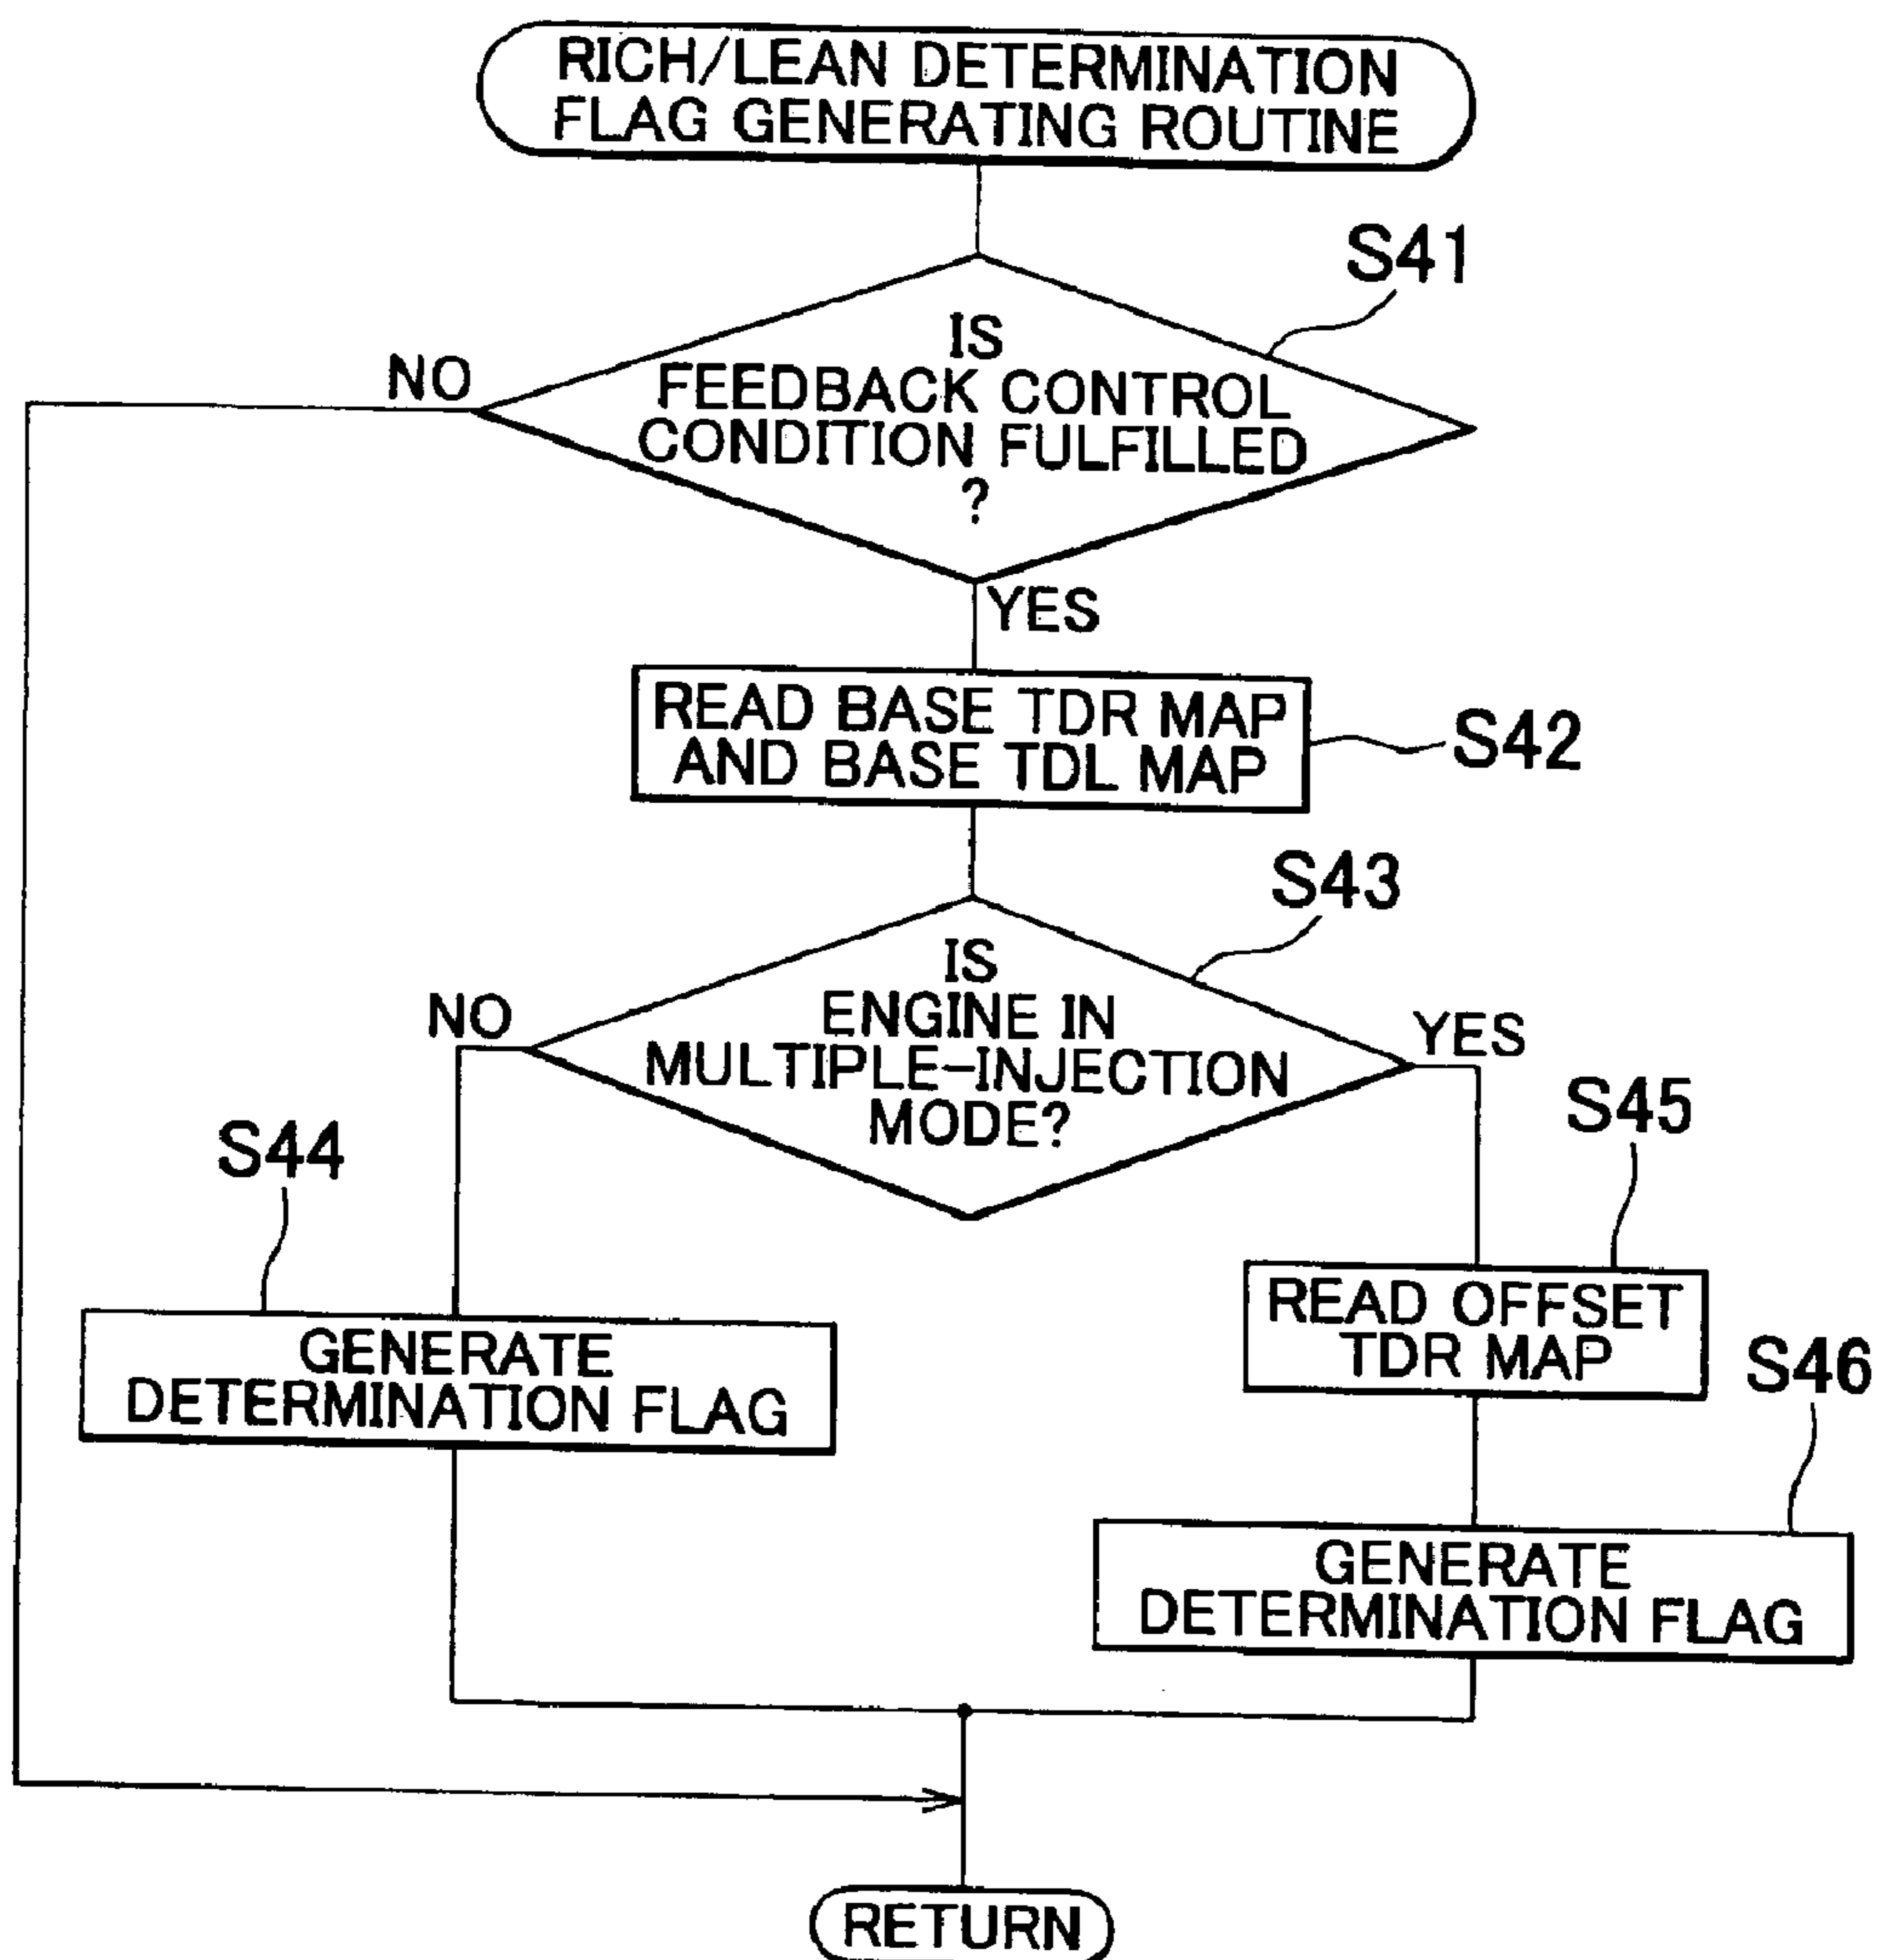 RICH/LEAN DETERMINATION
FLAG GENERATING ROUTINE
S41
IS
FEEDBACK CONTROL
CONDITION FULFILLED
?
NO
YES
READ BASE TDR MAP
AND BASE TDL MAP
S42
S43
IS
ENGINE IN
MULTIPLE-INJECTION
MODE?
NO
YES
S44
S45
GENERATE
DETERMINATION FLAG
READ OFFSET
TDR MAP
S46
GENERATE
DETERMINATION FLAG
RETURN